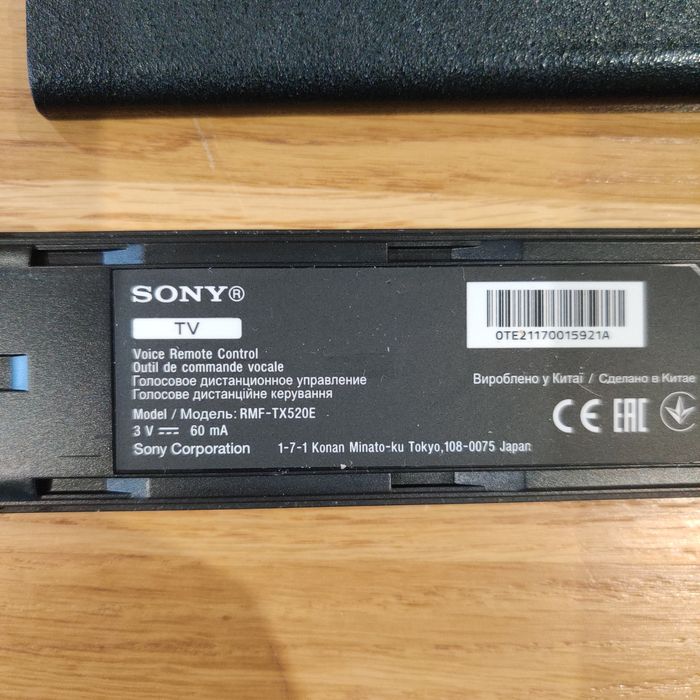 SONY®
TV
Voice Remote Control
Outil de commande vocale
Голосовое дистанционное управление
Голосове дистанційне керування
Model / Модель: RMF-TX520E
3 V ⎓ 60 mA
Sony Corporation 1-7-1 Konan Minato-ku Tokyo,108-0075 Japan
0TE21170015921A
Вироблено у Китаї / Сделано в Китае
CE EAC